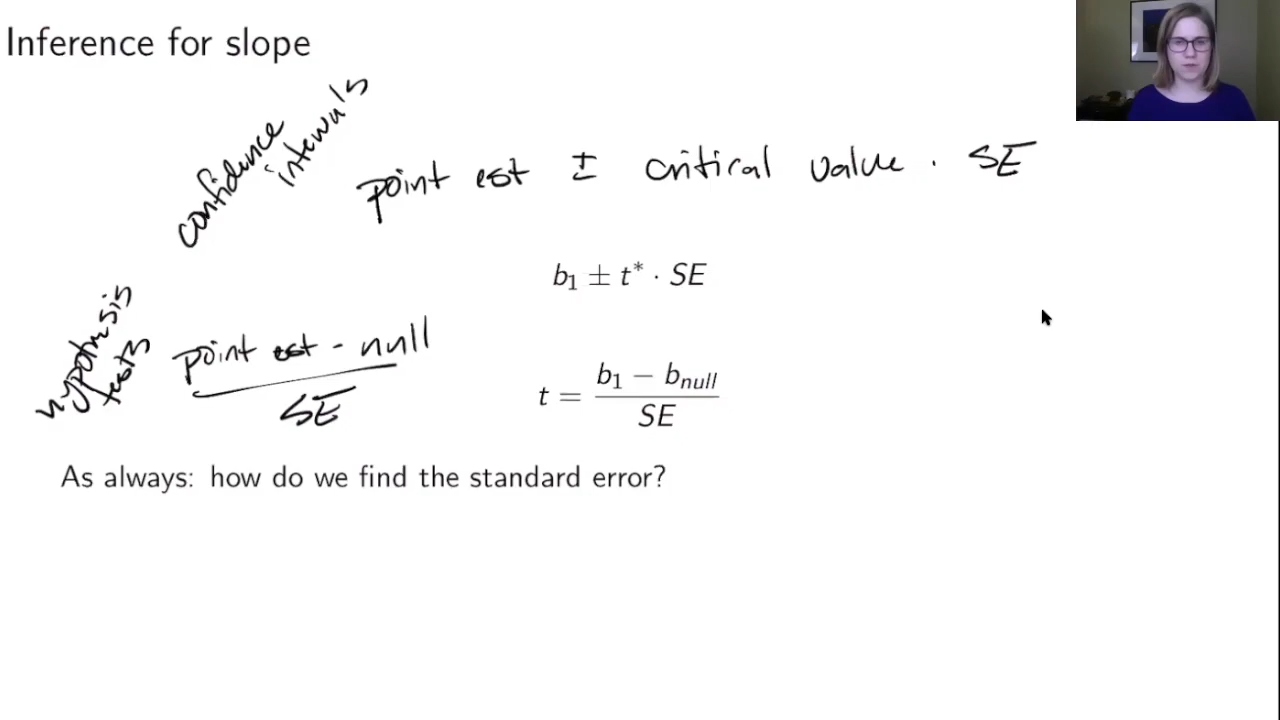 Inference for slope
confidence
intervals
point est ± critical value · SE
b₁ ± t* · SE
hypothesis
tests
point est - null
SE
t = b₁ − b_null
SE
As always: how do we find the standard error?